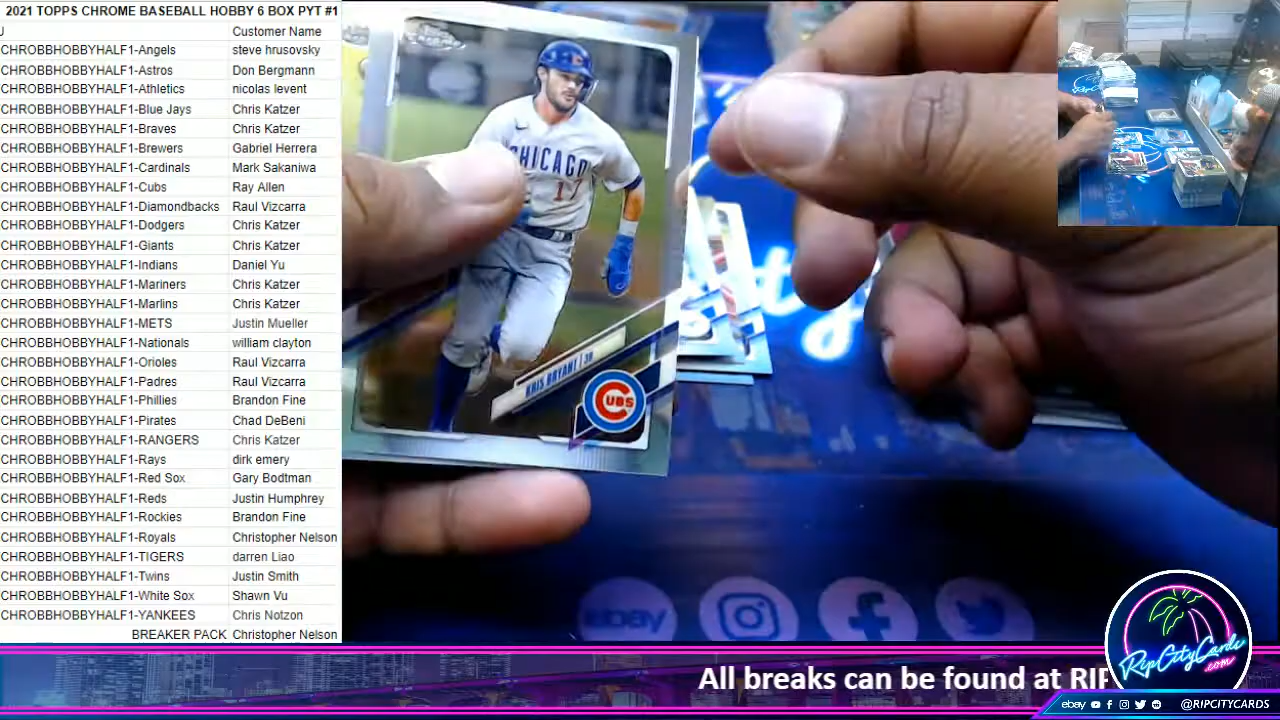 2021 TOPPS CHROME BASEBALL HOBBY 6 BOX PYT #1
Customer Name
CHROBBHOBBYHALF1-Angels steve hrusovsky
CHROBBHOBBYHALF1-Astros Don Bergmann
CHROBBHOBBYHALF1-Athletics nicolas levent
CHROBBHOBBYHALF1-Blue Jays Chris Katzer
CHROBBHOBBYHALF1-Braves Chris Katzer
CHROBBHOBBYHALF1-Brewers Gabriel Herrera
CHROBBHOBBYHALF1-Cardinals Mark Sakaniwa
CHROBBHOBBYHALF1-Cubs Ray Allen
CHROBBHOBBYHALF1-Diamondbacks Raul Vizcarra
CHROBBHOBBYHALF1-Dodgers Chris Katzer
CHROBBHOBBYHALF1-Giants Chris Katzer
CHROBBHOBBYHALF1-Indians Daniel Yu
CHROBBHOBBYHALF1-Mariners Chris Katzer
CHROBBHOBBYHALF1-Marlins Chris Katzer
CHROBBHOBBYHALF1-METS Justin Mueller
CHROBBHOBBYHALF1-Nationals william clayton
CHROBBHOBBYHALF1-Orioles Raul Vizcarra
CHROBBHOBBYHALF1-Padres Raul Vizcarra
CHROBBHOBBYHALF1-Phillies Brandon Fine
CHROBBHOBBYHALF1-Pirates Chad DeBeni
CHROBBHOBBYHALF1-RANGERS Chris Katzer
CHROBBHOBBYHALF1-Rays dirk emery
CHROBBHOBBYHALF1-Red Sox Gary Bodtman
CHROBBHOBBYHALF1-Reds Justin Humphrey
CHROBBHOBBYHALF1-Rockies Brandon Fine
CHROBBHOBBYHALF1-Royals Christopher Nelson
CHROBBHOBBYHALF1-TIGERS darren Liao
CHROBBHOBBYHALF1-Twins Justin Smith
CHROBBHOBBYHALF1-White Sox Shawn Vu
CHROBBHOBBYHALF1-YANKEES Chris Notzon
BREAKER PACK Christopher Nelson
CHICAGO
17
KRIS BRYANT | 3B
CUBS
ebay
All breaks can be found at RIP
RipCityCards
.com
ebay @RIPCITYCARDS